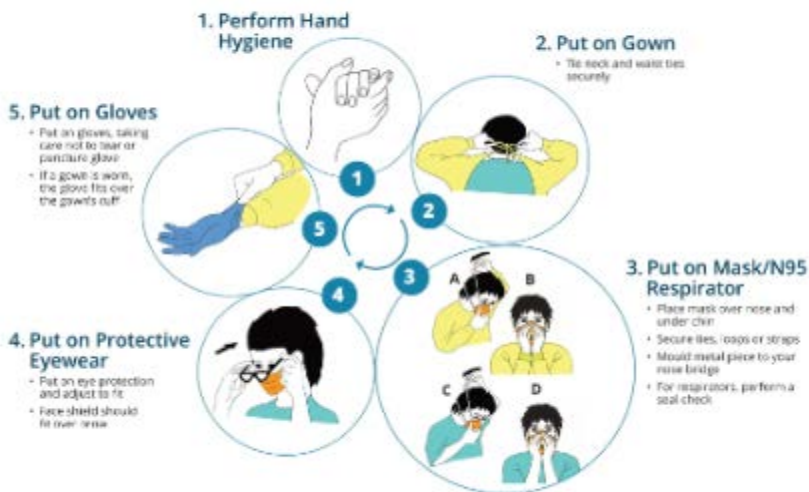 1. Perform Hand
Hygiene
1
2. Put on Gown
• Tie neck and waist ties
securely
2
3. Put on Mask/N95
Respirator
• Place mask over nose and
under chin
• Secure ties, loops or straps
• Mould metal piece to your
nose bridge
• For respirators, perform a
seal check
3
A
B
C
D
4. Put on Protective
Eyewear
• Put on eye protection
and adjust to fit
• Face shield should
fit over brow
4
5. Put on Gloves
• Put on gloves, taking
care not to tear or
puncture glove
• If a gown is worn,
the glove fits over
the gown's cuff
5